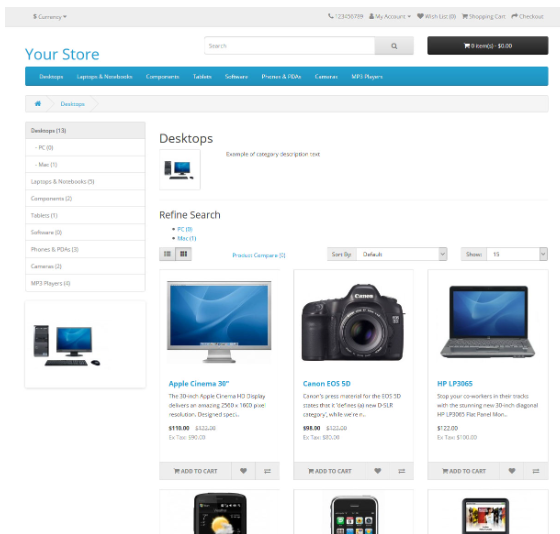 $ Currency
123456789 My Account Wish List (0) Shopping Cart Checkout
Your Store
Search
0 item(s) - $0.00
Desktops Laptops & Notebooks Components Tablets Software Phones & PDAs Cameras MP3 Players
Desktops
Desktops (13)
- PC (0)
- Mac (1)
Laptops & Notebooks (5)
Components (2)
Tablets (1)
Software (0)
Phones & PDAs (3)
Cameras (2)
MP3 Players (4)
Desktops
Example of category description text
Refine Search
PC (0)
Mac (1)
Product Compare (0)
Sort By: Default
Show: 15
Canon
Apple Cinema 30"
The 30-inch Apple Cinema HD Display
delivers an amazing 2560 x 1600 pixel
resolution. Designed speci..
$110.00 $122.00
Ex Tax: $90.00
ADD TO CART
Canon EOS 5D
Canon's press material for the EOS 5D
states that it 'defines (a) new D-SLR
category', while we're n..
$98.00 $122.00
Ex Tax: $80.00
ADD TO CART
HP LP3065
Stop your co-workers in their tracks
with the stunning new 30-inch diagonal
HP LP3065 Flat Panel Mon..
$122.00
Ex Tax: $100.00
ADD TO CART